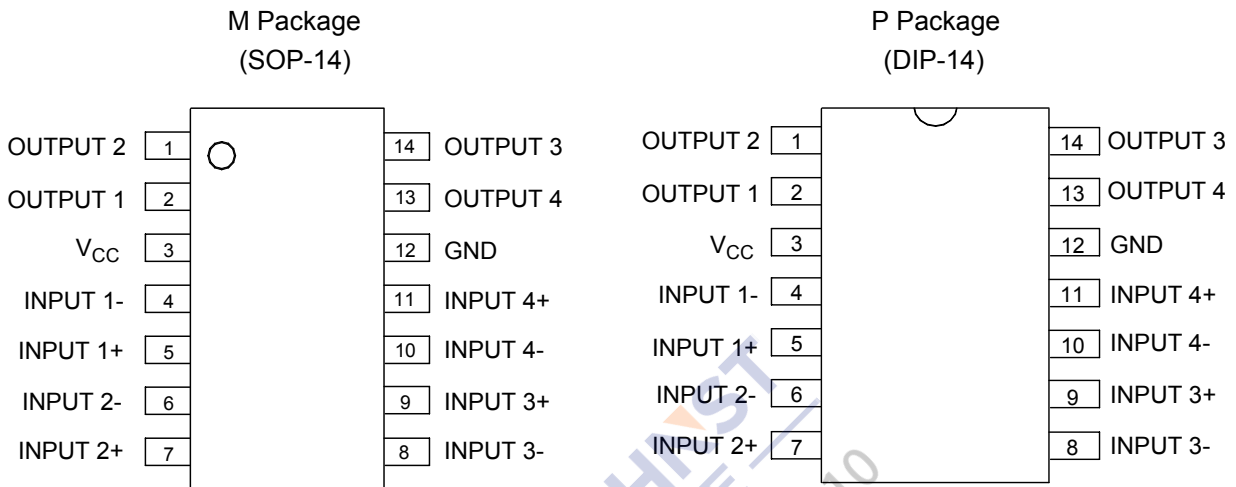 M Package
(SOP-14)
OUTPUT 2 1 14 OUTPUT 3
OUTPUT 1 2 13 OUTPUT 4
VCC 3 12 GND
INPUT 1- 4 11 INPUT 4+
INPUT 1+ 5 10 INPUT 4-
INPUT 2- 6 9 INPUT 3+
INPUT 2+ 7 8 INPUT 3-
P Package
(DIP-14)
OUTPUT 2 1 14 OUTPUT 3
OUTPUT 1 2 13 OUTPUT 4
VCC 3 12 GND
INPUT 1- 4 11 INPUT 4+
INPUT 1+ 5 10 INPUT 4-
INPUT 2- 6 9 INPUT 3+
INPUT 2+ 7 8 INPUT 3-